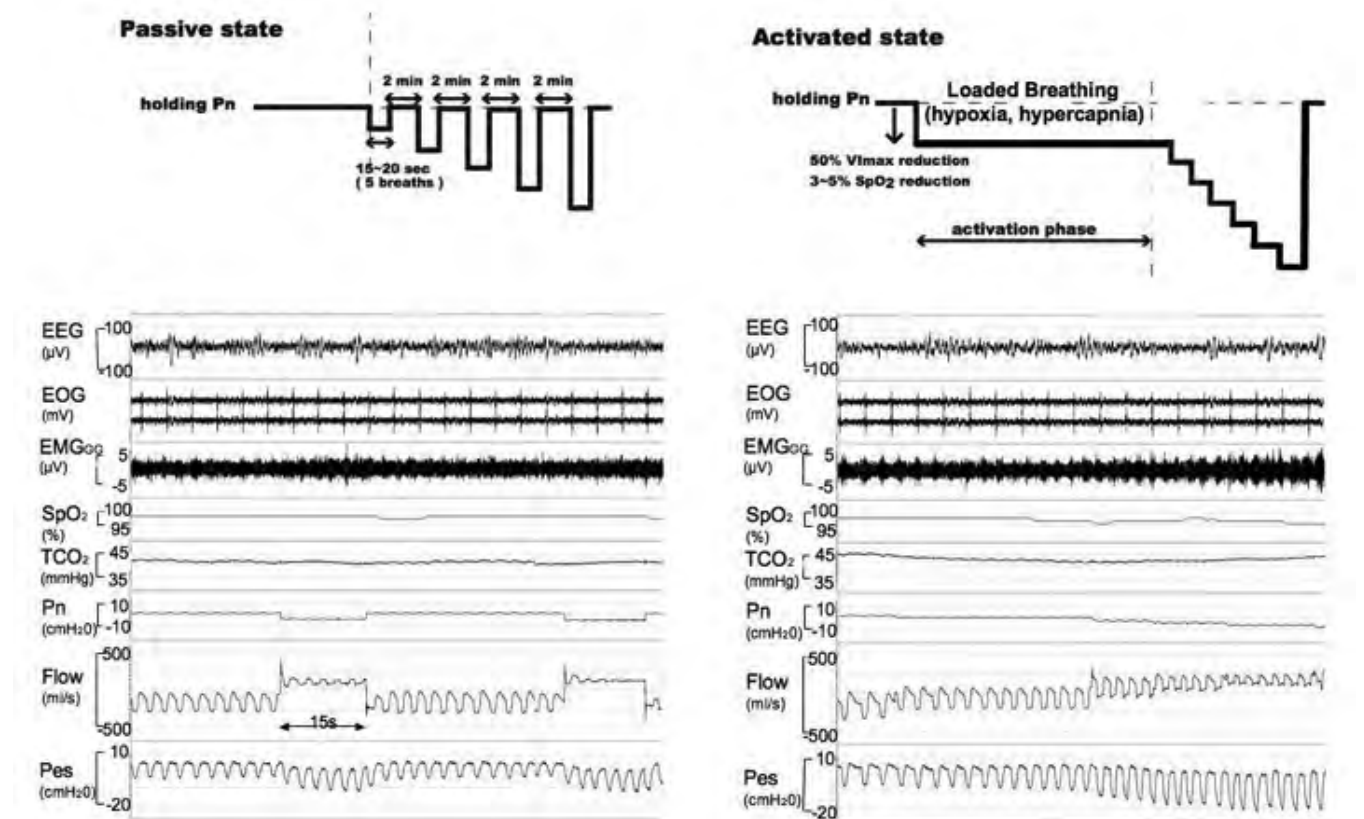 Passive state
2 min 2 min 2 min 2 min
holding Pn
15~20 sec
( 5 breaths )
EEG 100
(µV)
-100
EOG
(mV)
EMGGG 5
(µV)
-5
SpO2 100
(%) 95
TCO2 45
(mmHg) 35
Pn 10
(cmH20) -10
500
Flow
(ml/s)
-500
15s
10
Pes
(cmH20)
-20
Activated state
holding Pn
Loaded Breathing
(hypoxia, hypercapnia)
50% VImax reduction
3~5% SpO2 reduction
activation phase
EEG 100
(µV)
-100
EOG
(mV)
EMGGG 5
(µV)
-5
SpO2 100
(%) 95
TCO2 45
(mmHg) 35
Pn 10
(cmH20) -10
500
Flow
(ml/s)
-500
10
Pes
(cmH20)
-20